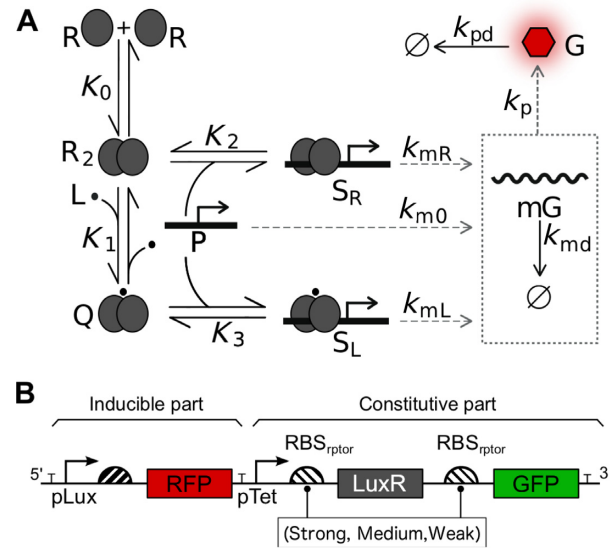 A
R + R
K0
R2
K2
SR
kmR
L
K1
P
km0
Q
K3
SL
kmL
kpd
G
kp
mG
kmd
∅
∅
B
Inducible part
Constitutive part
RBSrptor
RBSrptor
5'
RFP
LuxR
GFP
3
pLux
pTet
(Strong, Medium,Weak)